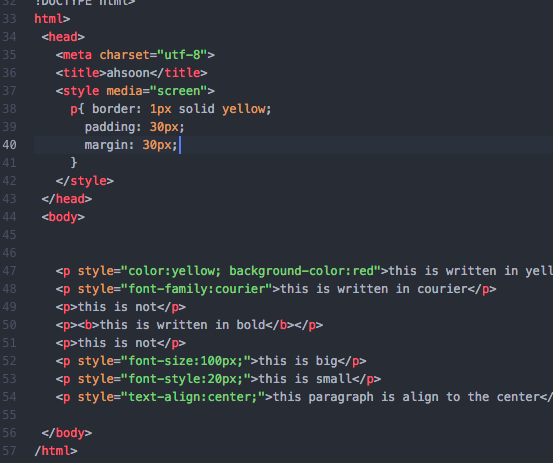 32 !DOCTYPE html>
33 html>
34 <head>
35 <meta charset="utf-8">
36 <title>ahsoon</title>
37 <style media="screen">
38 p{ border: 1px solid yellow;
39 padding: 30px;
40 margin: 30px;
41 }
42 </style>
43 </head>
44 <body>
45
46
47 <p style="color:yellow; background-color:red">this is written in yell
48 <p style="font-family:courier">this is written in courier</p>
49 <p>this is not</p>
50 <p><b>this is written in bold</b></p>
51 <p>this is not</p>
52 <p style="font-size:100px;">this is big</p>
53 <p style="font-style:20px;">this is small</p>
54 <p style="text-align:center;">this paragraph is align to the center</
55
56 </body>
57 /html>